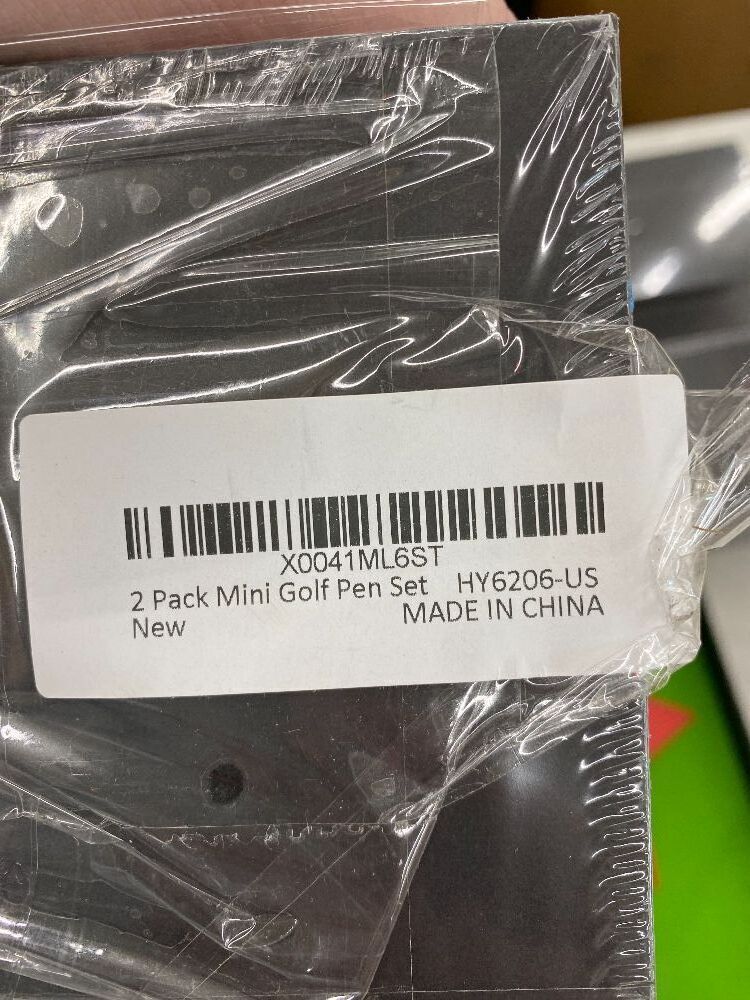 X0041ML6ST
2 Pack Mini Golf Pen Set HY6206-US
New MADE IN CHINA